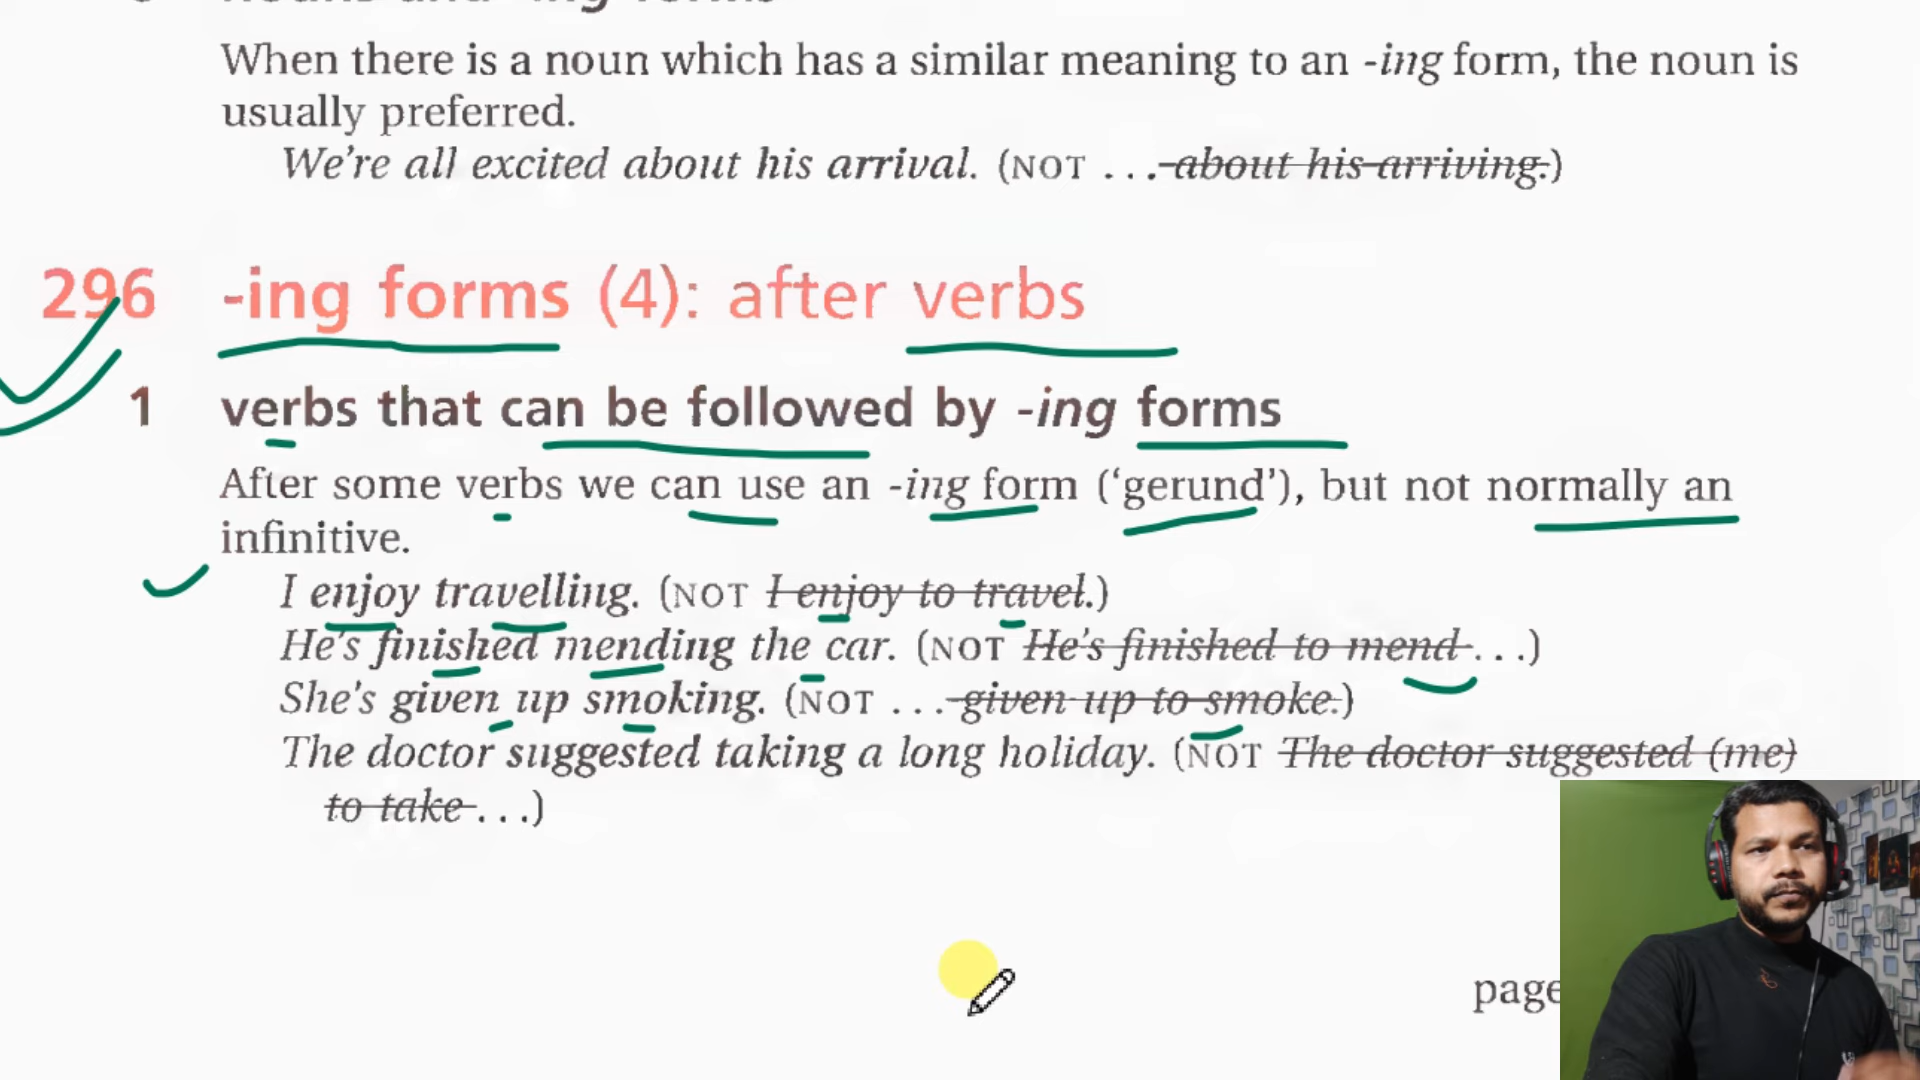 nouns and -ing forms
When there is a noun which has a similar meaning to an -ing form, the noun is
usually preferred.
We're all excited about his arrival. (NOT ... about his arriving.)
296 -ing forms (4): after verbs
1 verbs that can be followed by -ing forms
After some verbs we can use an -ing form (‘gerund’), but not normally an
infinitive.
I enjoy travelling. (NOT I enjoy to travel.)
He's finished mending the car. (NOT He's finished to mend ...)
She's given up smoking. (NOT ... given up to smoke.)
The doctor suggested taking a long holiday. (NOT The doctor suggested (me)
to take ...)
page